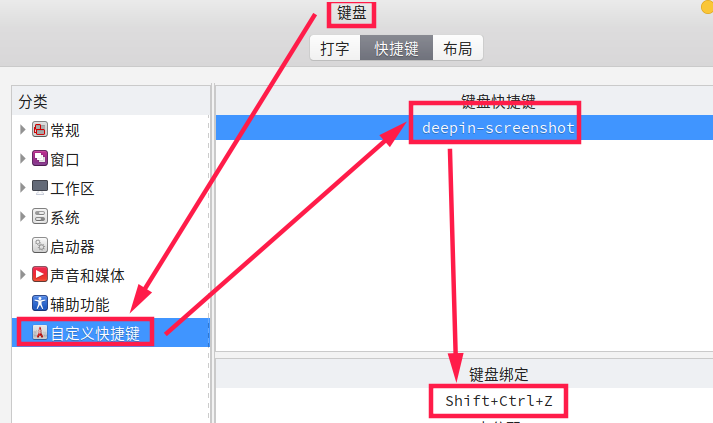 键盘
打字 快捷键 布局
分类
常规
窗口
工作区
系统
启动器
声音和媒体
辅助功能
自定义快捷键
键盘快捷键
deepin-screenshot
键盘绑定
Shift+Ctrl+Z